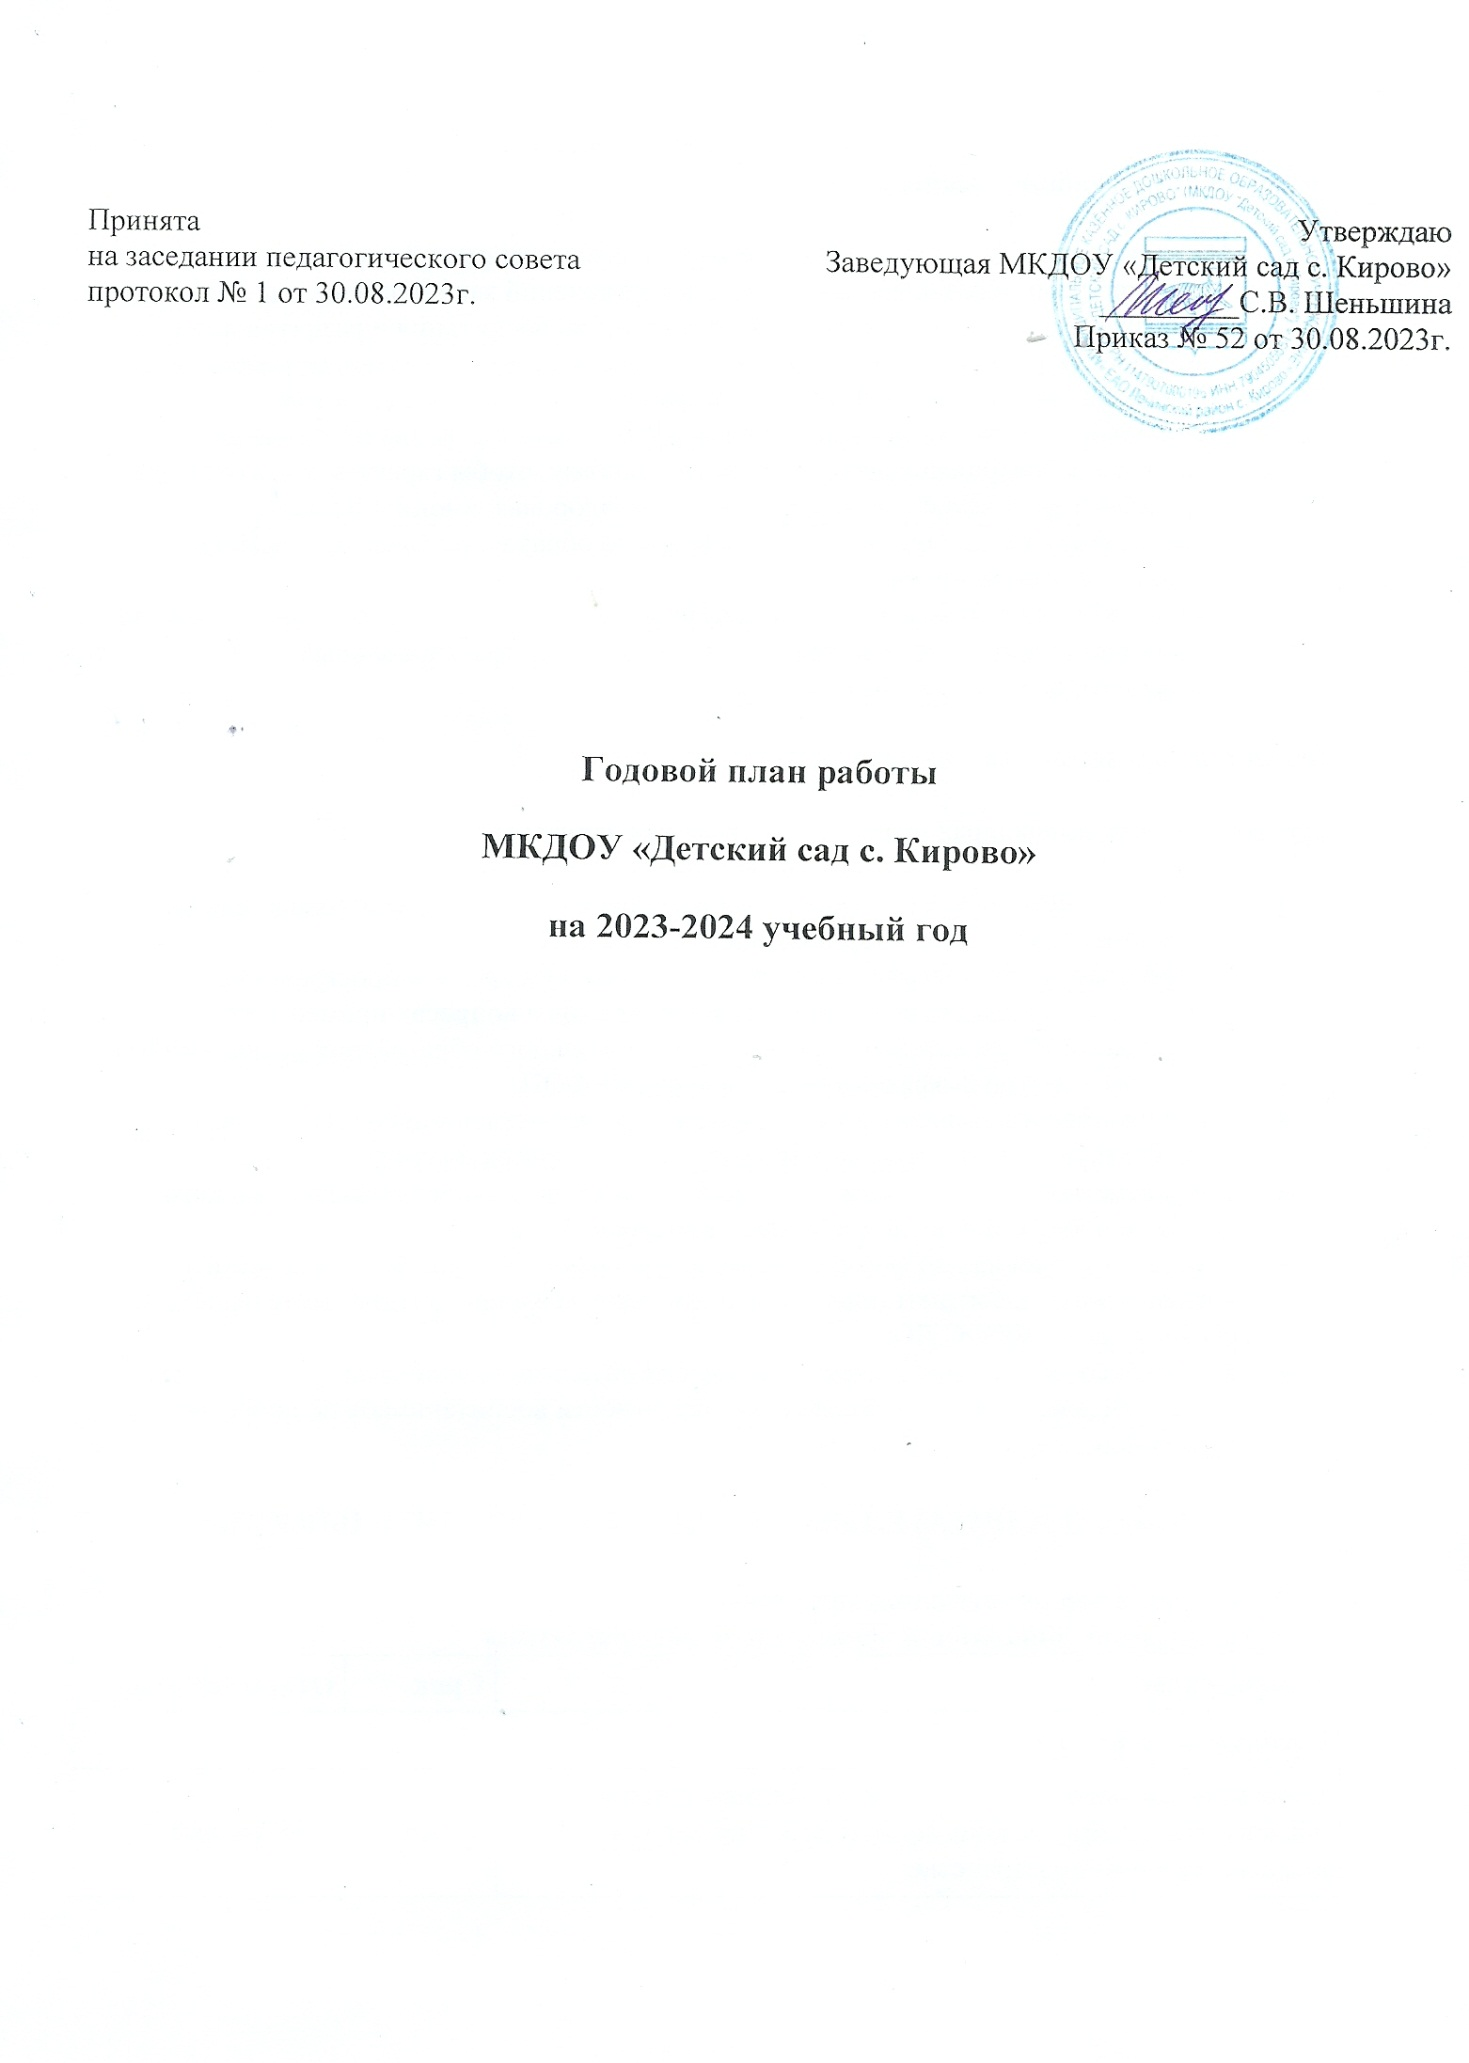 Принята
на заседании педагогического совета
протокол № 1 от 30.08.2023г.
Утверждаю
Заведующая МКДОУ «Детский сад с. Кирово»
__________С.В. Шеньшина
Приказ № 52 от 30.08.2023г.
Годовой план работы
МКДОУ «Детский сад с. Кирово»
на 2023-2024 учебный год